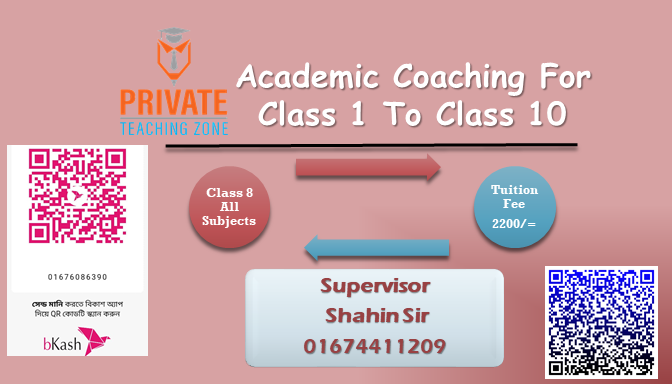 PRIVATE
TEACHING ZONE
Academic Coaching For
Class 1 To Class 10
Class 8
All
Subjects
Tuition
Fee
2200/=
01676086390
সেন্ড মানি করতে বিকাশ অ্যাপ
দিয়ে QR কোডটি স্ক্যান করুন
bKash
Supervisor
Shahin Sir
01674411209